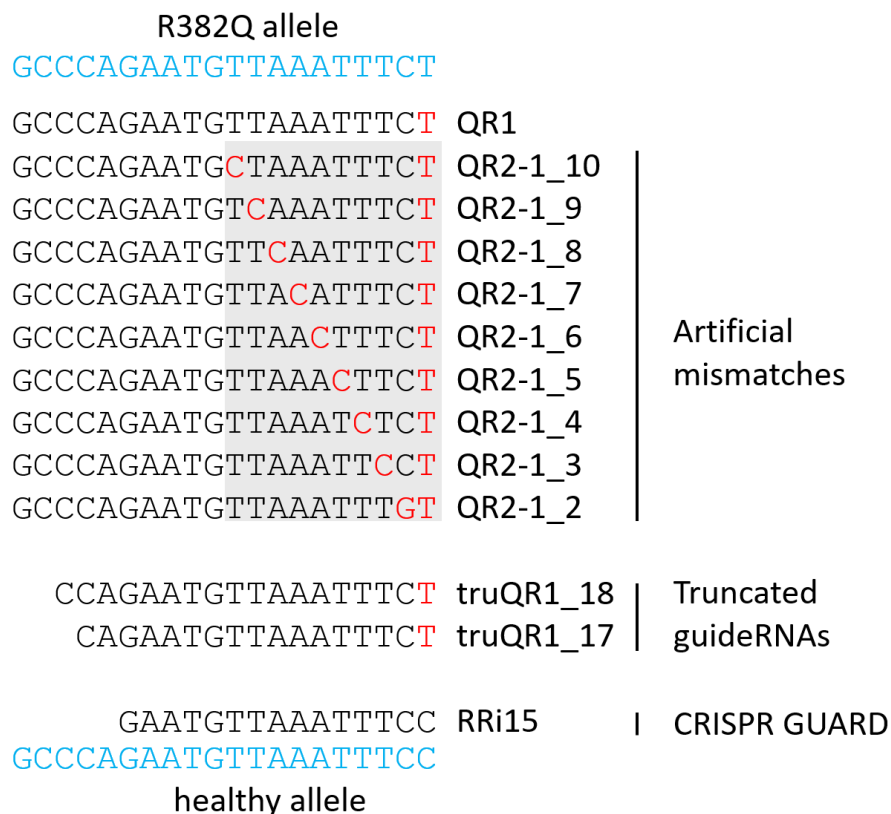 R382Q allele
GCCCAGAATGTTAAATTTCT
GCCCAGAATGTTAAATTTCT QR1
GCCCAGAATGCTAAATTTCT QR2-1_10
GCCCAGAATGTCAAATTTCT QR2-1_9
GCCCAGAATGTTCAATTTCT QR2-1_8
GCCCAGAATGTTACATTTCT QR2-1_7
GCCCAGAATGTTAACTTTCT QR2-1_6
GCCCAGAATGTTAAACTTCT QR2-1_5
GCCCAGAATGTTAAATCTCT QR2-1_4
GCCCAGAATGTTAAATTCCT QR2-1_3
GCCCAGAATGTTAAATTTGT QR2-1_2
Artificial
mismatches
CCAGAATGTTAAATTTCT truQR1_18
CAGAATGTTAAATTTCT truQR1_17
Truncated
guideRNAs
GAATGTTAAATTTCC RRi15 CRISPR GUARD
GCCCAGAATGTTAAATTTCC
healthy allele